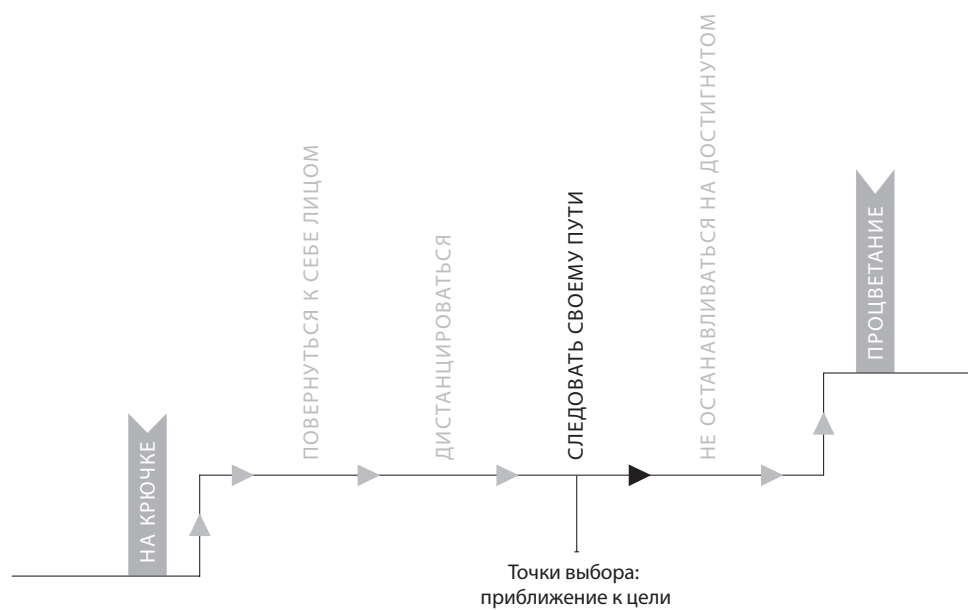 НА КРЮЧКЕ
ПОВЕРНУТЬСЯ К СЕБЕ ЛИЦОМ
ДИСТАНЦИРОВАТЬСЯ
СЛЕДОВАТЬ СВОЕМУ ПУТИ
НЕ ОСТАНАВЛИВАТЬСЯ НА ДОСТИГНУТОМ
ПРОЦВЕТАНИЕ
Точки выбора:
приближение к цели